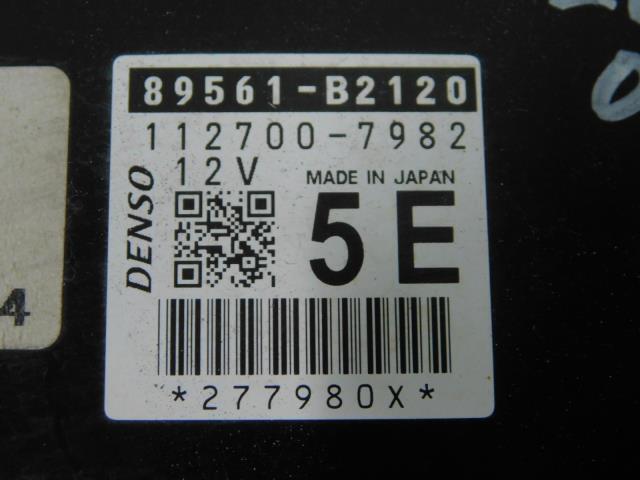 89561-B2120
112700-7982
12V
MADE IN JAPAN
DENSO
5E
*277980X*
4